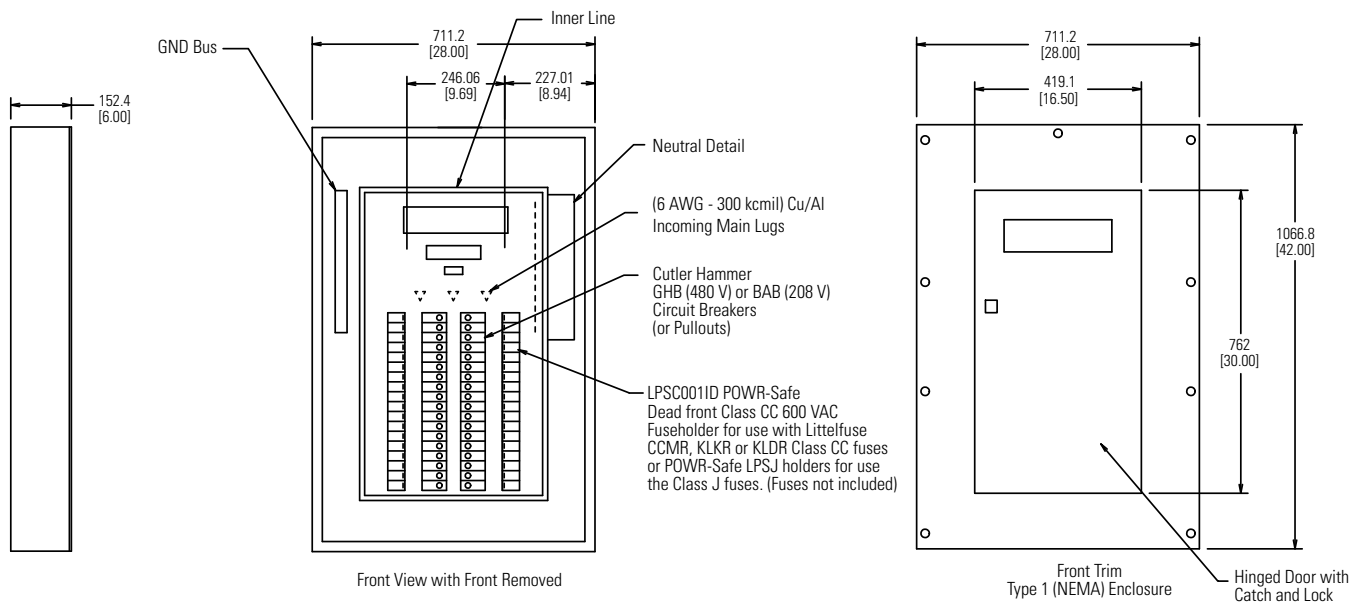 152.4
[6.00]
GND Bus
711.2
[28.00]
Inner Line
246.06
[9.69]
227.01
[8.94]
Neutral Detail
(6 AWG - 300 kcmil) Cu/Al
Incoming Main Lugs
Cutler Hammer
GHB (480 V) or BAB (208 V)
Circuit Breakers
(or Pullouts)
LPSC001ID POWR-Safe
Dead front Class CC 600 VAC
Fuseholder for use with Littelfuse
CCMR, KLKR or KLDR Class CC fuses
or POWR-Safe LPSJ holders for use
the Class J fuses. (Fuses not included)
Front View with Front Removed
711.2
[28.00]
419.1
[16.50]
1066.8
[42.00]
762
[30.00]
Front Trim
Type 1 (NEMA) Enclosure
Hinged Door with
Catch and Lock